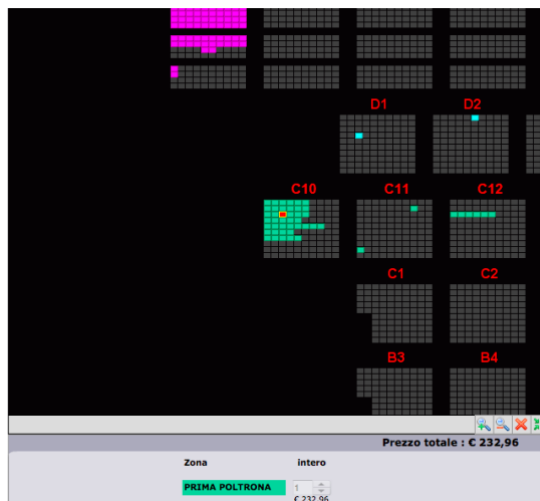 D1 D2
C10 C11 C12
C1 C2
B3 B4
Prezzo totale : € 232,96
Zona intero
PRIMA POLTRONA 1
€ 232,96